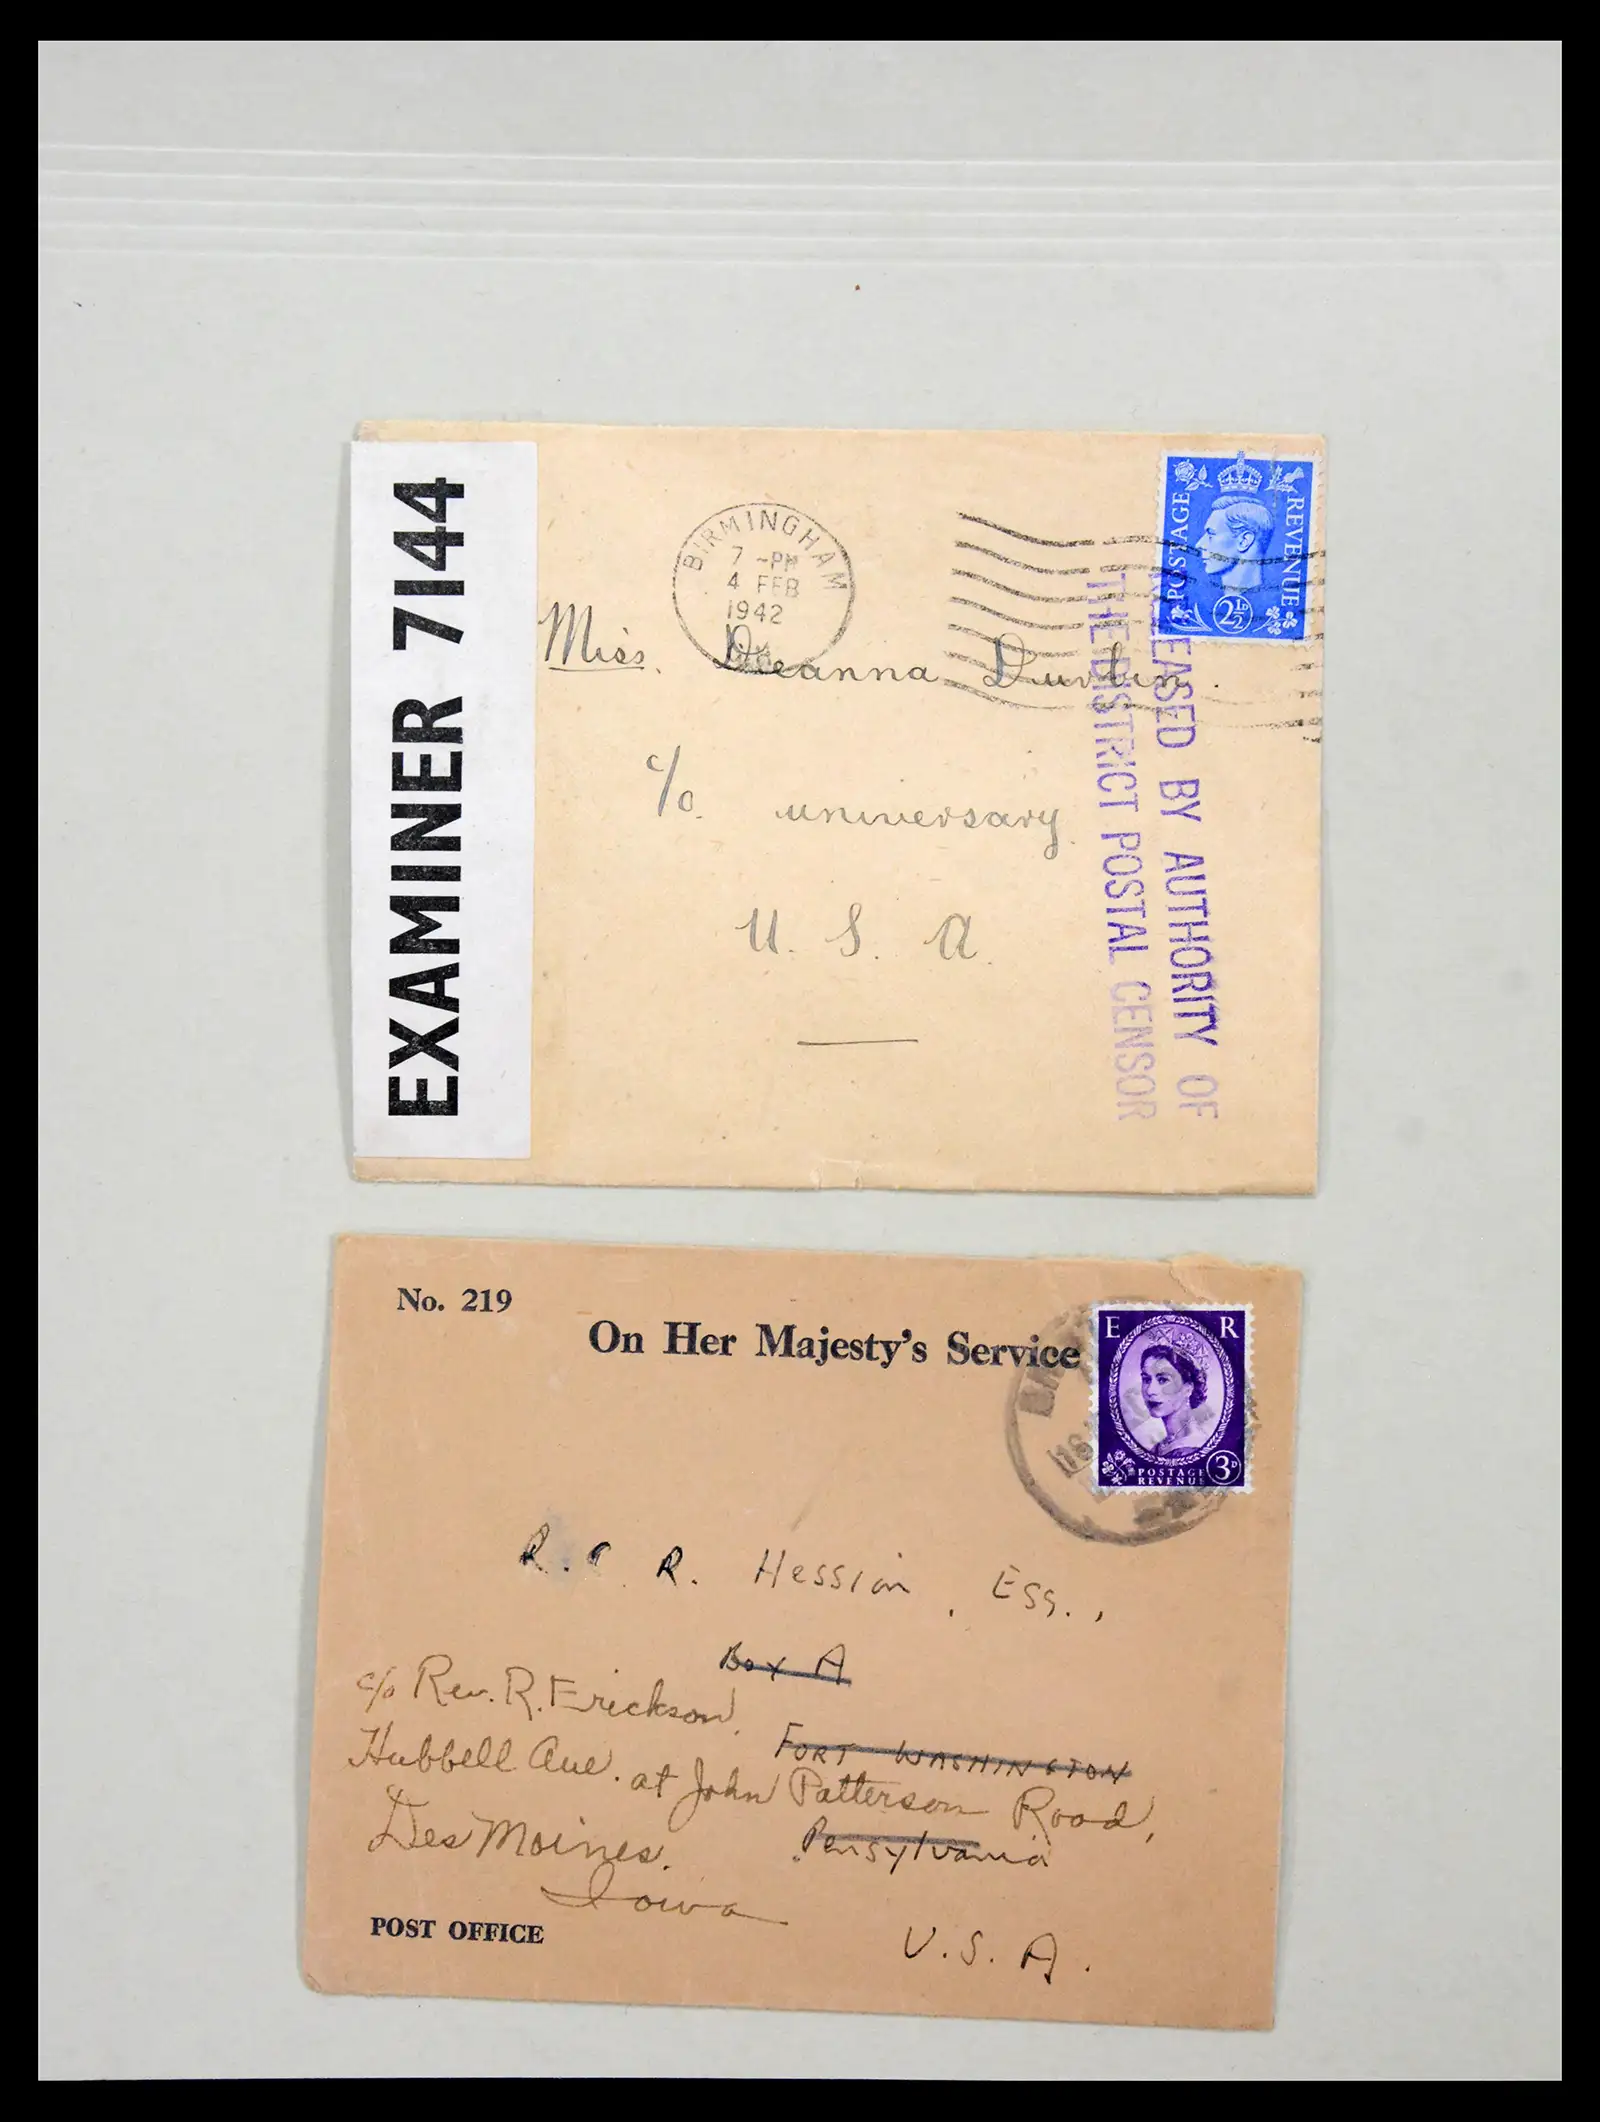 EXAMINER 7144
BIRMINGHAM
7 - PM
4 FEB
1942
POSTAGE REVENUE
2½D
RELEASED BY AUTHORITY OF
THE DISTRICT POSTAL CENSOR
Miss. Deanna Durbin.
c/o. universary
U. S. A.
No. 219
On Her Majesty's Service
E R
POSTAGE
REVENUE
3D
R. C. R. Hession, Esq.,
Box A
c/o Rev. R. Erickson,
FORT WASHINGTON
Hubbell Ave. at John Patterson Road,
Pensylvania
Des Moines.
Iowa
POST OFFICE
U.S.A.